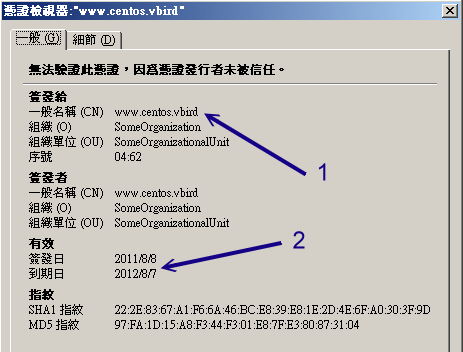 憑證檢視器:"www.centos.vbird"
一般 (G) 細節 (D)
無法驗證此憑證，因為憑證發行者未被信任。
簽發給
一般名稱 (CN) www.centos.vbird
組織 (O) SomeOrganization
組織單位 (OU) SomeOrganizationalUnit
序號 04:62
1
簽發者
一般名稱 (CN) www.centos.vbird
組織 (O) SomeOrganization
組織單位 (OU) SomeOrganizationalUnit
有效
2
簽發日 2011/8/8
到期日 2012/8/7
指紋
SHA1 指紋 22:2E:83:67:A1:F6:6A:46:BC:E8:39:E8:1E:2D:4E:6F:A0:30:3F:9D
MD5 指紋 97:FA:1D:15:A8:F3:44:F3:01:E8:7F:E3:80:87:31:04